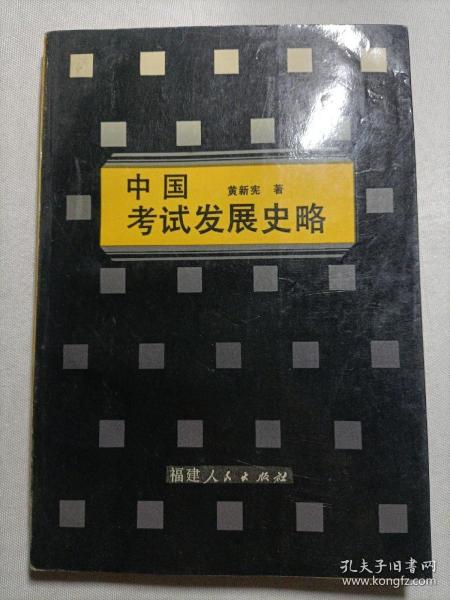 中国
黄新宪 著
考试发展史略
福建人民出版社
孔夫子旧书网
www.kongfz.com